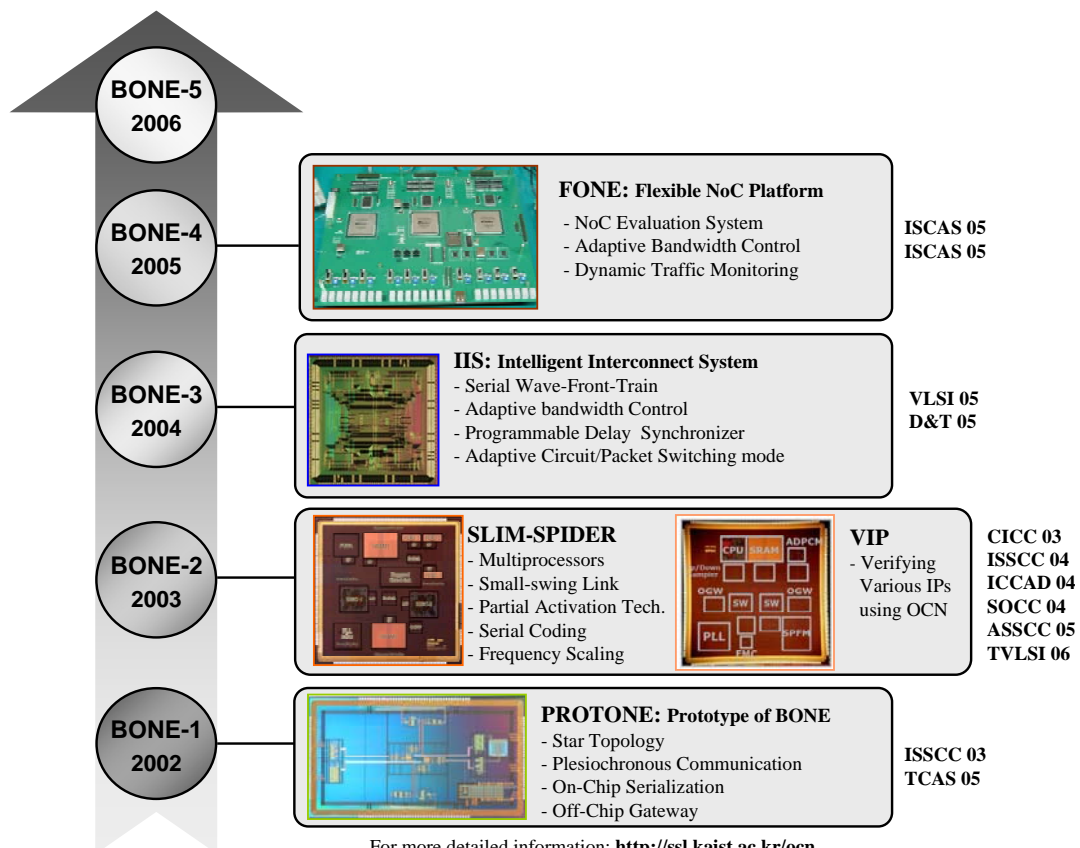 BONE-5
2006
FONE: Flexible NoC Platform
- NoC Evaluation System
- Adaptive Bandwidth Control
- Dynamic Traffic Monitoring
BONE-4
2005
ISCAS 05
ISCAS 05
IIS: Intelligent Interconnect System
- Serial Wave-Front-Train
- Adaptive bandwidth Control
- Programmable Delay Synchronizer
- Adaptive Circuit/Packet Switching mode
BONE-3
2004
VLSI 05
D&T 05
SLIM-SPIDER
- Multiprocessors
- Small-swing Link
- Partial Activation Tech.
- Serial Coding
- Frequency Scaling
CPU SRAM ADPCM
OGW OGW
SW SW
PLL
SPFM
VIP
- Verifying
Various IPs
using OCN
BONE-2
2003
CICC 03
ISSCC 04
ICCAD 04
SOCC 04
ASSCC 05
TVLSI 06
PROTONE: Prototype of BONE
- Star Topology
- Plesiochronous Communication
- On-Chip Serialization
- Off-Chip Gateway
BONE-1
2002
ISSCC 03
TCAS 05
For more detailed information: http://ssl.kaist.ac.kr/ocn